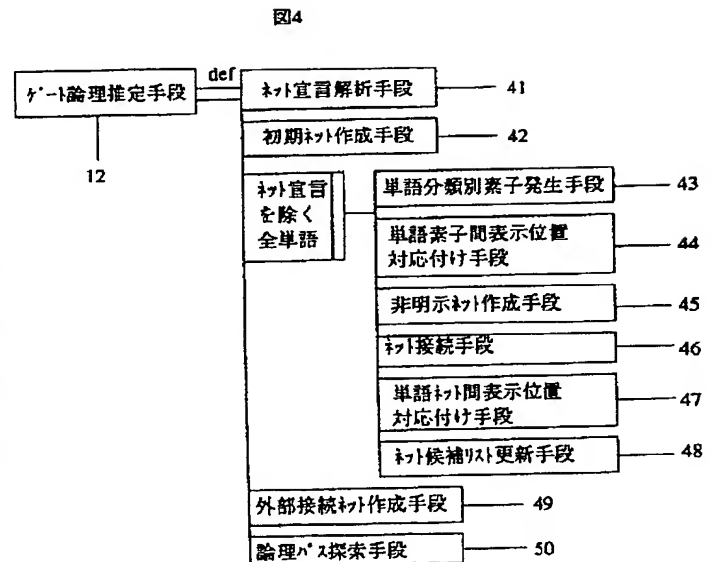 図4
ゲート論理推定手段
def
12
ネット宣言解析手段
41
初期ネット作成手段
42
ネット宣言
を除く
全単語
単語分類別素子発生手段
43
単語素子間表示位置
対応付け手段
44
非明示ネット作成手段
45
ネット接続手段
46
単語ネット間表示位置
対応付け手段
47
ネット候補リスト更新手段
48
外部接続ネット作成手段
49
論理パス探索手段
50